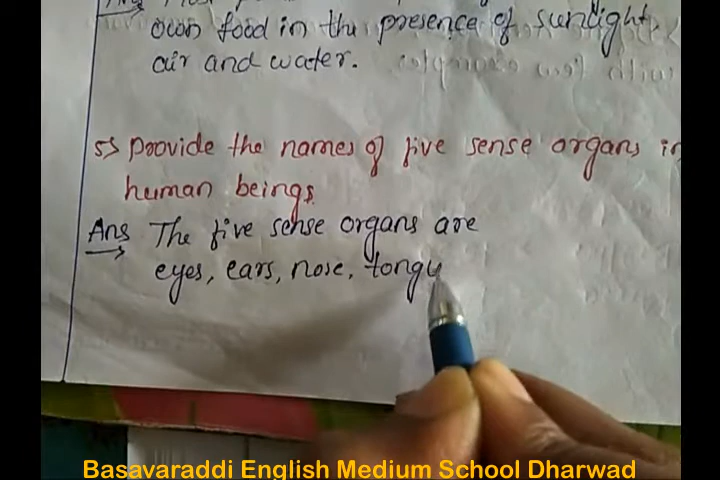 own food in the presence of sunlight,
air and water.
5) Provide the names of five sense organs in
human beings.
Ans The five sense organs are
eyes, ears, nose, tongu
Basavaraddi English Medium School Dharwad